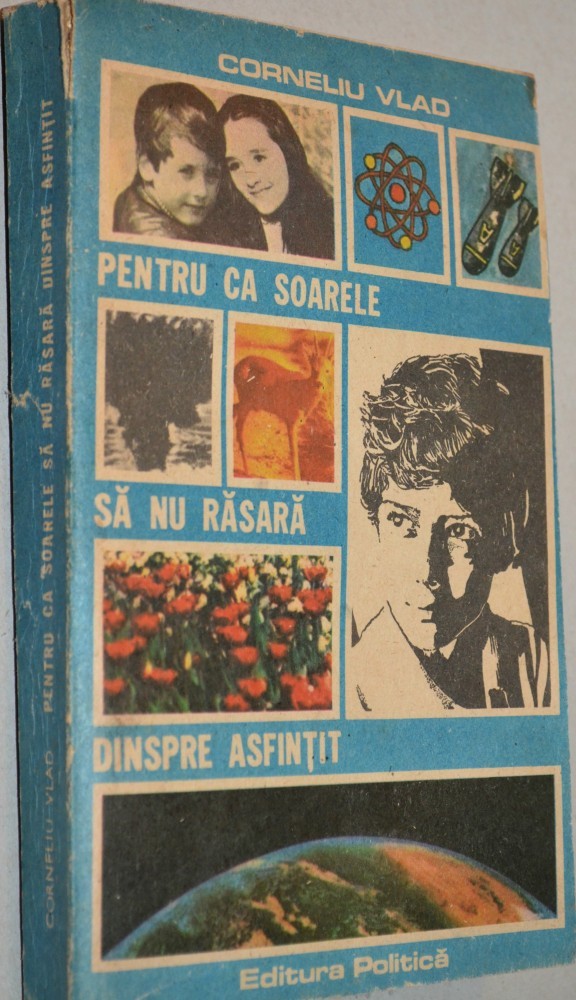 CORNELIU VLAD
PENTRU CA SOARELE
SĂ NU RĂSARĂ
DINSPRE ASFINȚIT
Editura Politică
CORNELIU VLAD PENTRU CA SOARELE SĂ NU RĂSARĂ DINSPRE ASFINȚIT